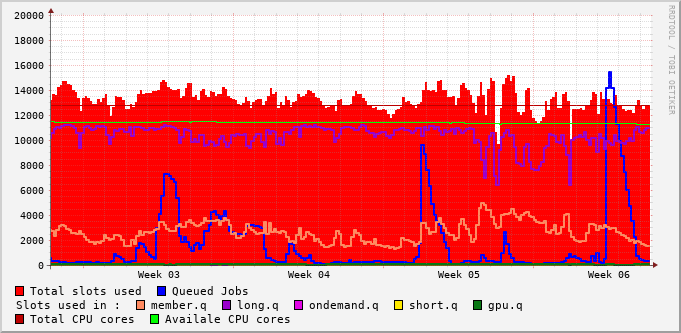 20000
18000
16000
14000
12000
10000
8000
6000
4000
2000
0
Week 03 Week 04 Week 05 Week 06
RRDTOOL / TOBI OETIKER
Total slots used Queued Jobs
Slots used in : member.q long.q ondemand.q short.q gpu.q
Total CPU cores Availale CPU cores